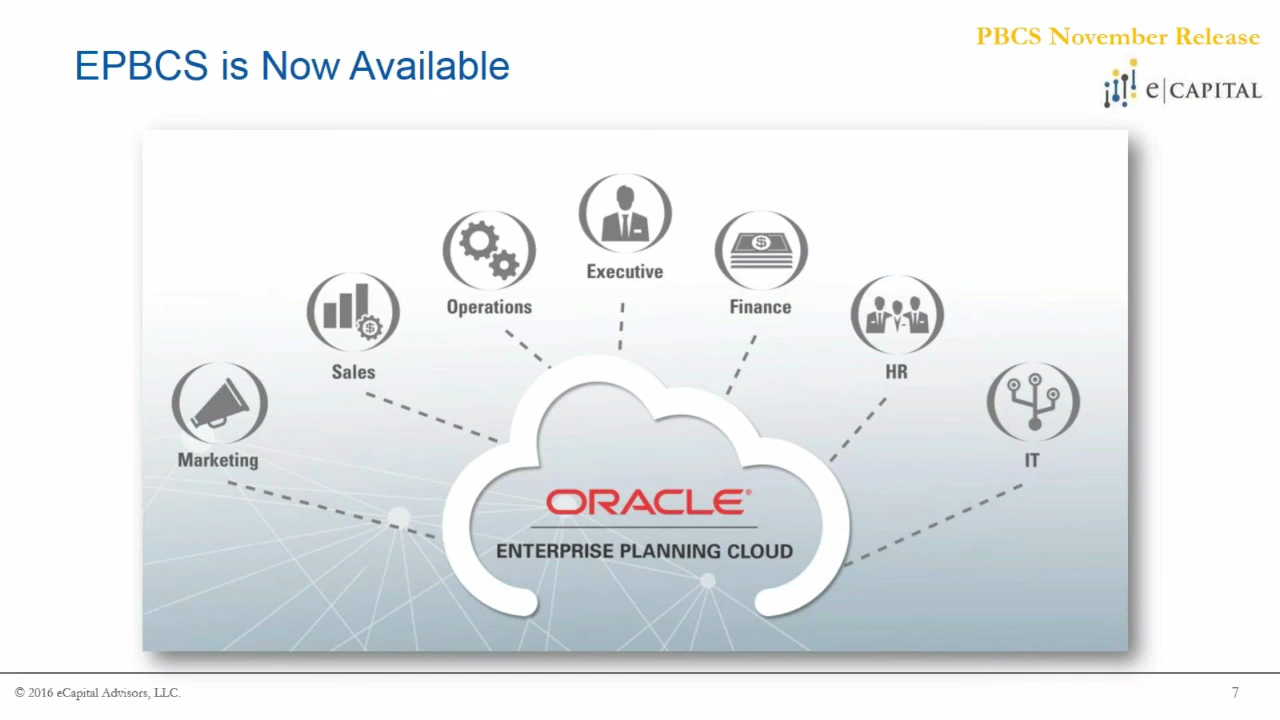 PBCS November Release
EPBCS is Now Available
e|CAPITAL
Executive
Operations
Finance
Sales
HR
Marketing
IT
ORACLE®
ENTERPRISE PLANNING CLOUD
© 2016 eCapital Advisors, LLC.
7